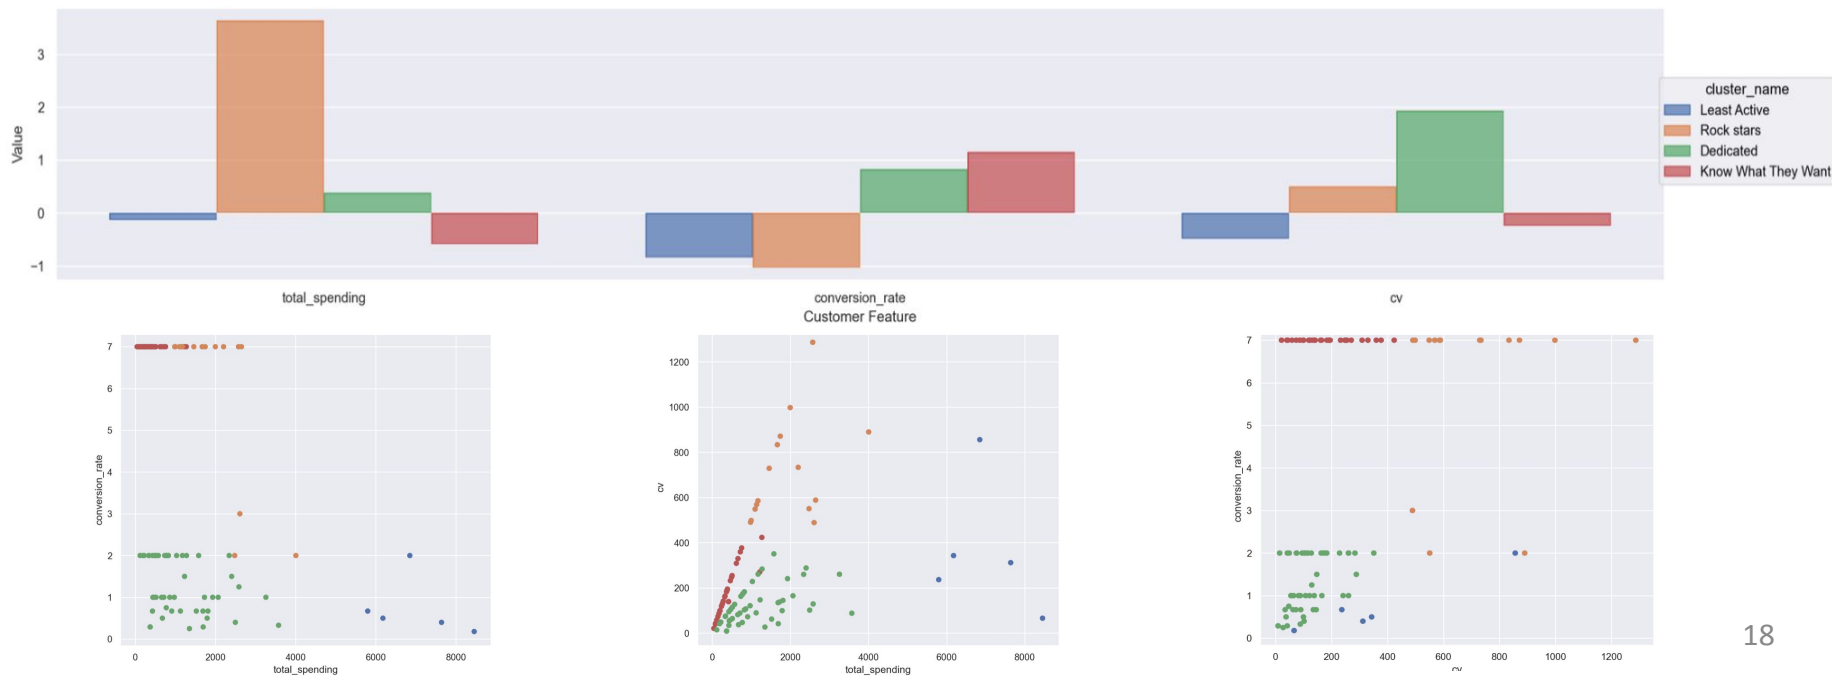 3
2
1
0
−1
Value
total_spending
conversion_rate
cv
Customer Feature
cluster_name
Least Active
Rock stars
Dedicated
Know What They Want
7
6
5
4
3
2
1
0
conversion_rate
0
2000
4000
6000
8000
total_spending
1200
1000
800
600
400
200
0
cv
0
2000
4000
6000
8000
total_spending
7
6
5
4
3
2
1
0
conversion_rate
0
200
400
600
800
1000
1200
cv
18